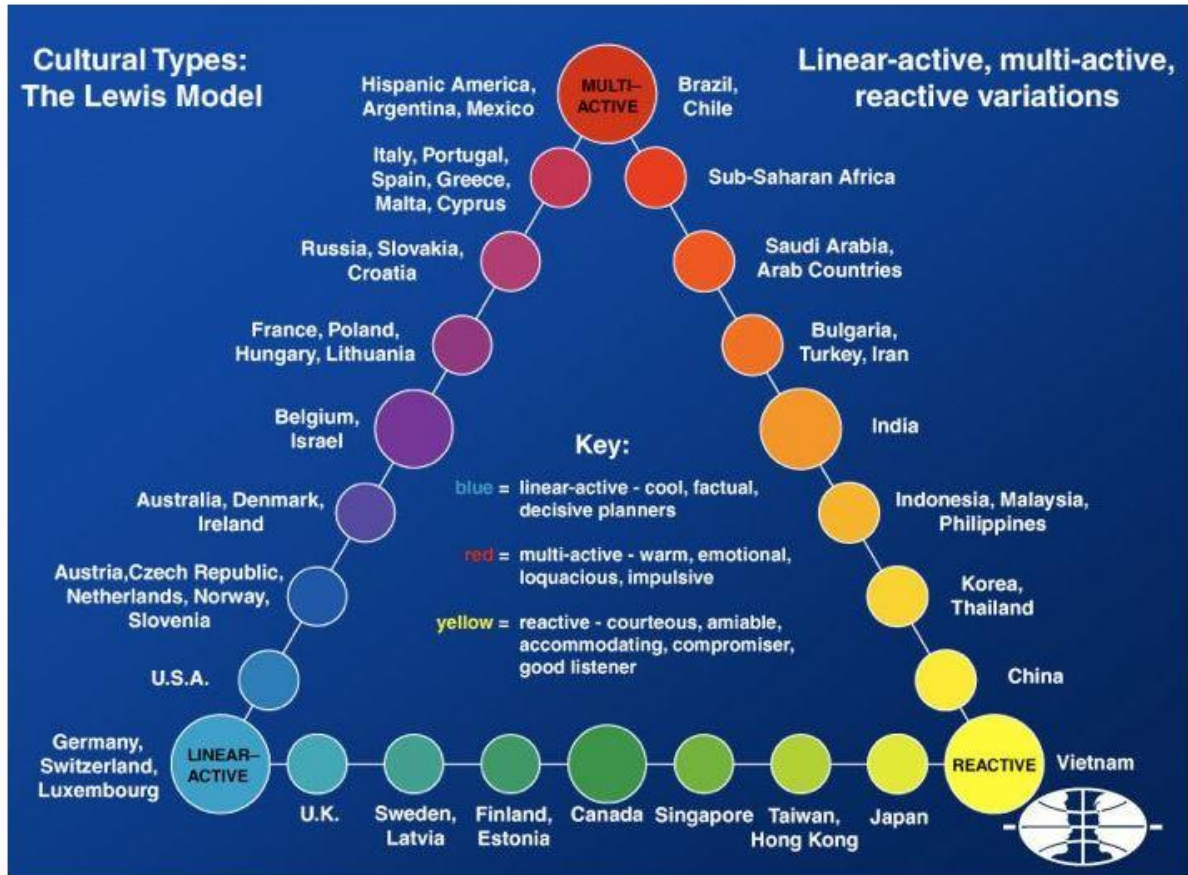 Cultural Types:
The Lewis Model
Linear-active, multi-active,
reactive variations
Hispanic America,
Argentina, Mexico
MULTI–
ACTIVE
Brazil,
Chile
Italy, Portugal,
Spain, Greece,
Malta, Cyprus
Sub-Saharan Africa
Russia, Slovakia,
Croatia
Saudi Arabia,
Arab Countries
France, Poland,
Hungary, Lithuania
Bulgaria,
Turkey, Iran
Belgium,
Israel
India
Key:
blue = linear-active - cool, factual,
decisive planners
red = multi-active - warm, emotional,
loquacious, impulsive
yellow = reactive - courteous, amiable,
accommodating, compromiser,
good listener
Australia, Denmark,
Ireland
Indonesia, Malaysia,
Philippines
Austria,Czech Republic,
Netherlands, Norway,
Slovenia
Korea,
Thailand
U.S.A.
China
Germany,
Switzerland,
Luxembourg
LINEAR–
ACTIVE
REACTIVE
Vietnam
U.K.
Sweden,
Latvia
Finland,
Estonia
Canada
Singapore
Taiwan,
Hong Kong
Japan